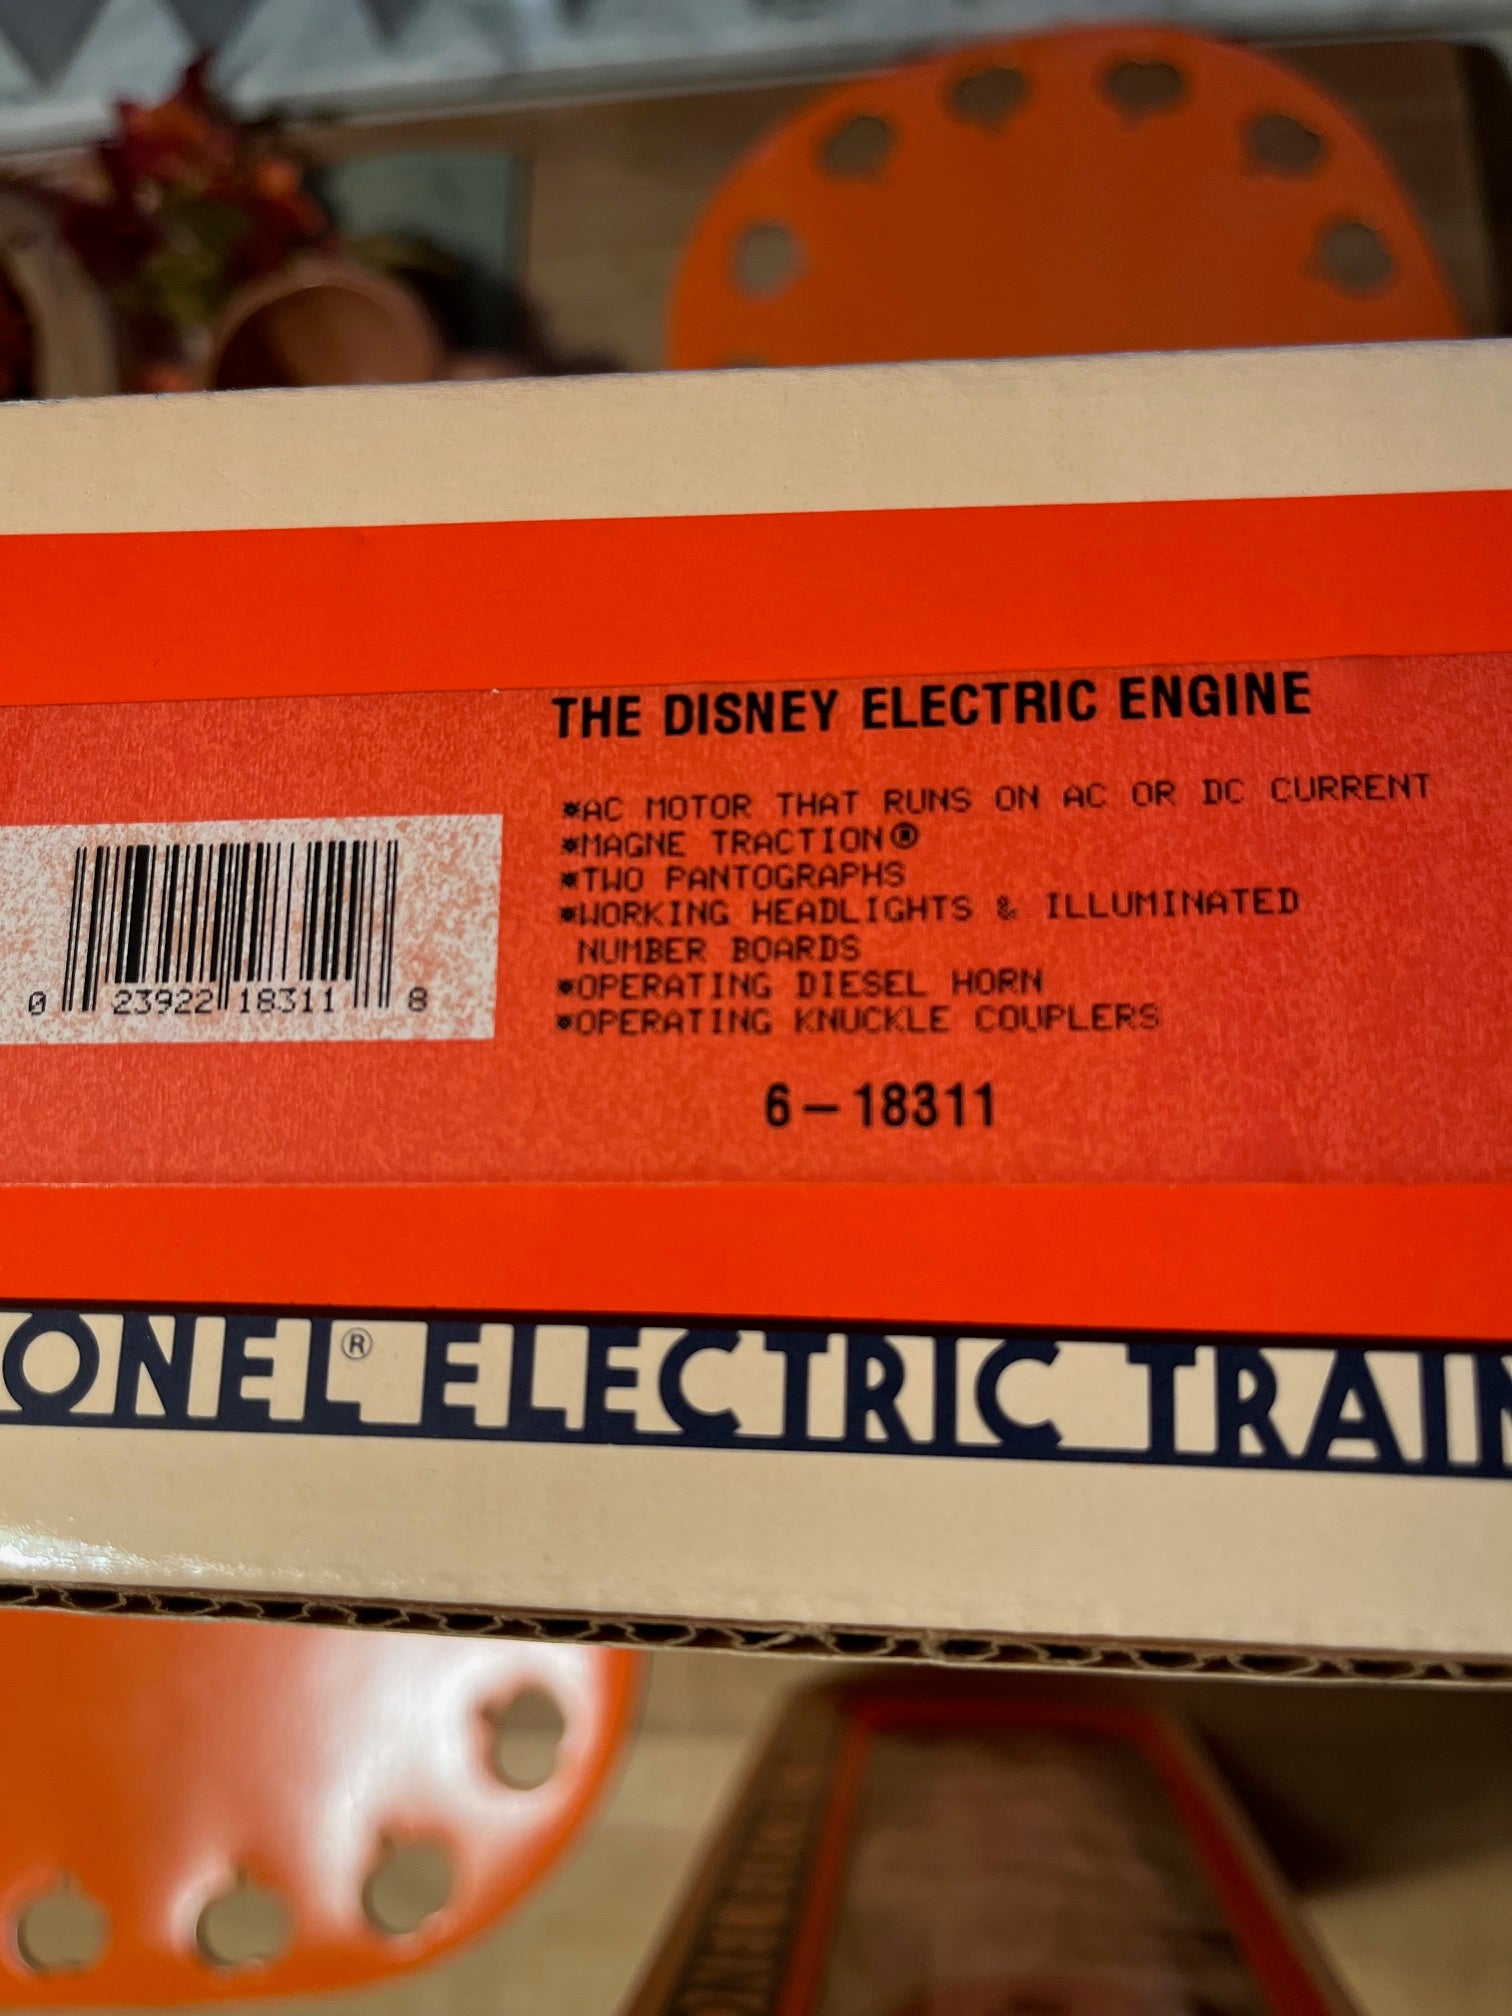 THE DISNEY ELECTRIC ENGINE
*AC MOTOR THAT RUNS ON AC OR DC CURRENT
*MAGNE TRACTION®
*TWO PANTOGRAPHS
*WORKING HEADLIGHTS & ILLUMINATED
NUMBER BOARDS
*OPERATING DIESEL HORN
*OPERATING KNUCKLE COUPLERS
0 23922 18311 8
6-18311
ONEL® ELECTRIC TRAIN